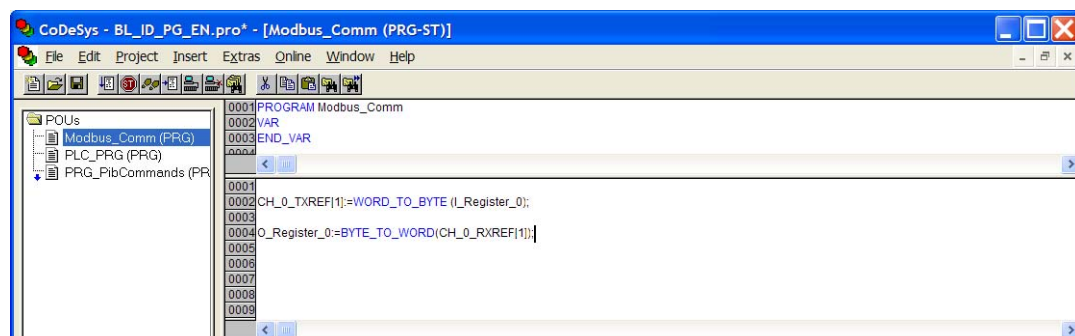 CoDeSys - BL_ID_PG_EN.pro* - [Modbus_Comm (PRG-ST)]
File Edit Project Insert Extras Online Window Help
POUs
Modbus_Comm (PRG)
PLC_PRG (PRG)
PRG_PibCommands (PR
0001 PROGRAM Modbus_Comm
0002 VAR
0003 END_VAR
0004
0001
0002 CH_0_TXREF[1]:=WORD_TO_BYTE (I_Register_0);
0003
0004 O_Register_0:=BYTE_TO_WORD(CH_0_RXREF[1]);
0005
0006
0007
0008
0009